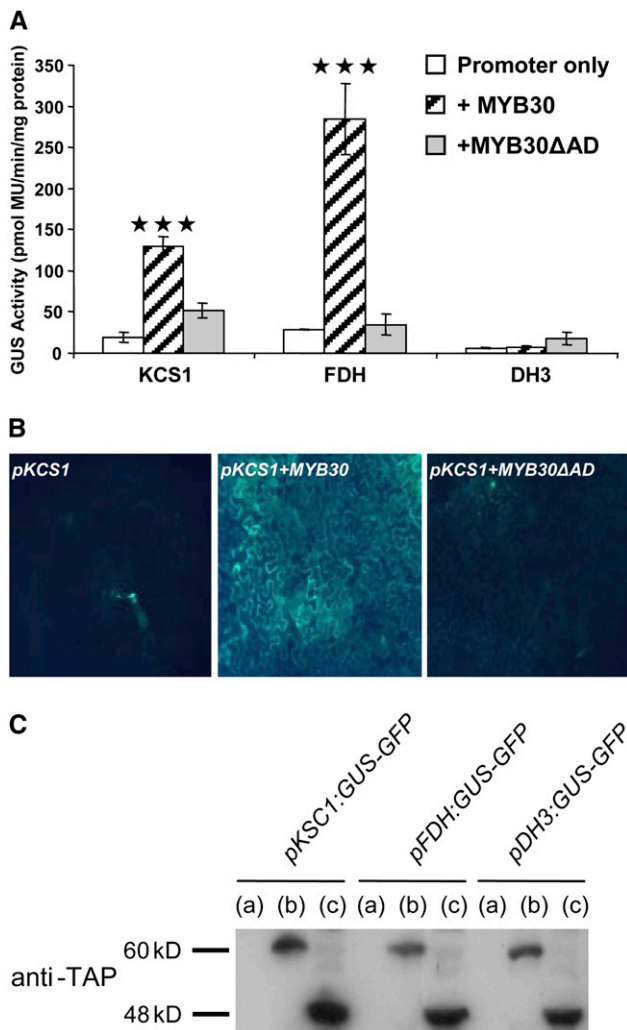 A
GUS Activity (pmol MU/min/mg protein)
350
300
250
200
150
100
50
0
★★★
★★★
Promoter only
+ MYB30
+MYB30ΔAD
KCS1
FDH
DH3
B
pKCS1
pKCS1+MYB30
pKCS1+MYB30ΔAD
C
pKSC1:GUS-GFP
pFDH:GUS-GFP
pDH3:GUS-GFP
(a) (b) (c) (a) (b) (c) (a) (b) (c)
anti-TAP
60 kD
48 kD